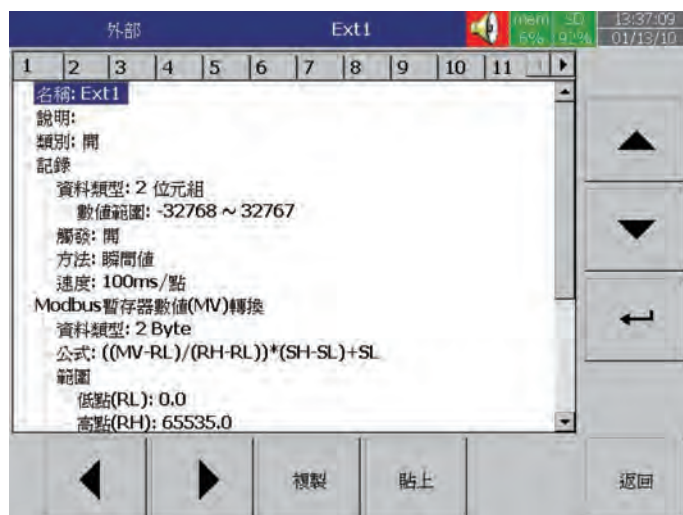 外部 Ext1 mem 6% SD 92% 13:37:09 01/13/10
1 2 3 4 5 6 7 8 9 10 11
名稱: Ext1
說明:
類別: 開
記錄
資料類型: 2 位元組
數值範圍: -32768 ~ 32767
觸發: 開
方法: 瞬間值
速度: 100ms/點
Modbus暫存器數值(MV)轉換
資料類型: 2 Byte
公式: ((MV-RL)/(RH-RL))*(SH-SL)+SL
範圍
低點(RL): 0.0
高點(RH): 65535.0
複製 貼上 返回